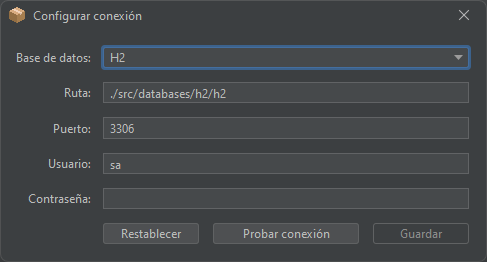 Configurar conexión
Base de datos: H2
Ruta: ./src/databases/h2/h2
Puerto: 3306
Usuario: sa
Contraseña:
Restablecer Probar conexión Guardar